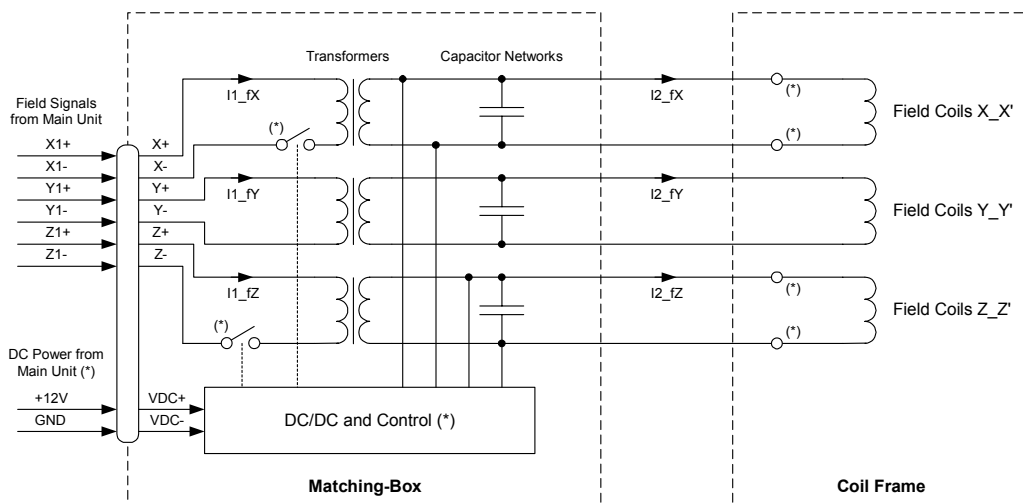 Transformers Capacitor Networks
Field Signals
from Main Unit
I1_fX I2_fX (*)
Field Coils X_X'
(*) (*)
X1+ X+
X1- X-
Y1+ Y+
Y1- Y-
Z1+ Z+
Z1- Z-
I1_fY I2_fY Field Coils Y_Y'
I1_fZ I2_fZ (*)
Field Coils Z_Z'
(*) (*)
DC Power from
Main Unit (*)
+12V VDC+
GND VDC-
DC/DC and Control (*)
Matching-Box Coil Frame